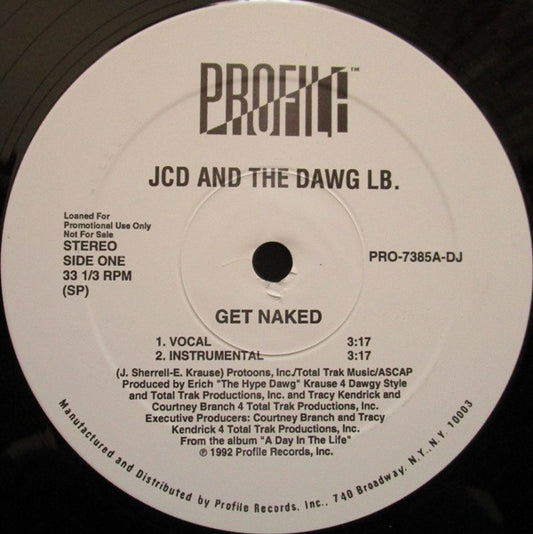 PROFILE™
JCD AND THE DAWG LB.
Loaned For
Promotional Use Only
Not For Sale
STEREO
SIDE ONE
33 1/3 RPM
(SP)
PRO-7385A-DJ
GET NAKED
1. VOCAL 3:17
2. INSTRUMENTAL 3:17
(J. Sherrell-E. Krause) Protoons, Inc./Total Trak Music/ASCAP
Produced by Erich "The Hype Dawg" Krause 4 Dawgy Style
and Total Trak Productions, Inc. and Tracy Kendrick and
Courtney Branch 4 Total Trak Productions, Inc.
Executive Producers: Courtney Branch and Tracy
Kendrick 4 Total Trak Productions, Inc.
From the album "A Day In The Life"
℗ 1992 Profile Records, Inc.
Manufactured and Distributed by Profile Records, Inc., 740 Broadway, N.Y., N.Y. 10003